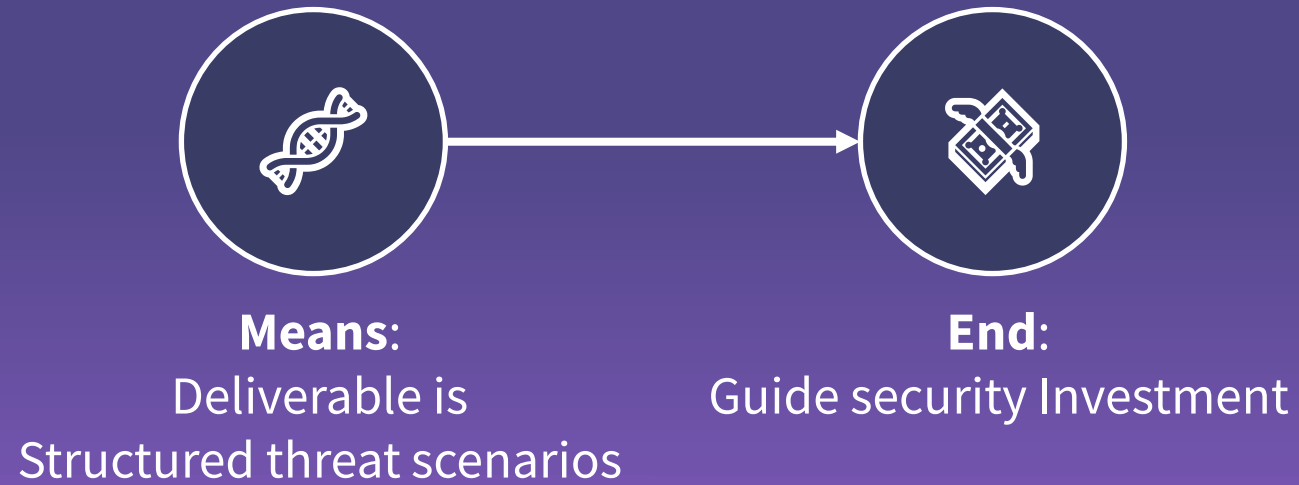 Means:
Deliverable is
Structured threat scenarios
End:
Guide security Investment